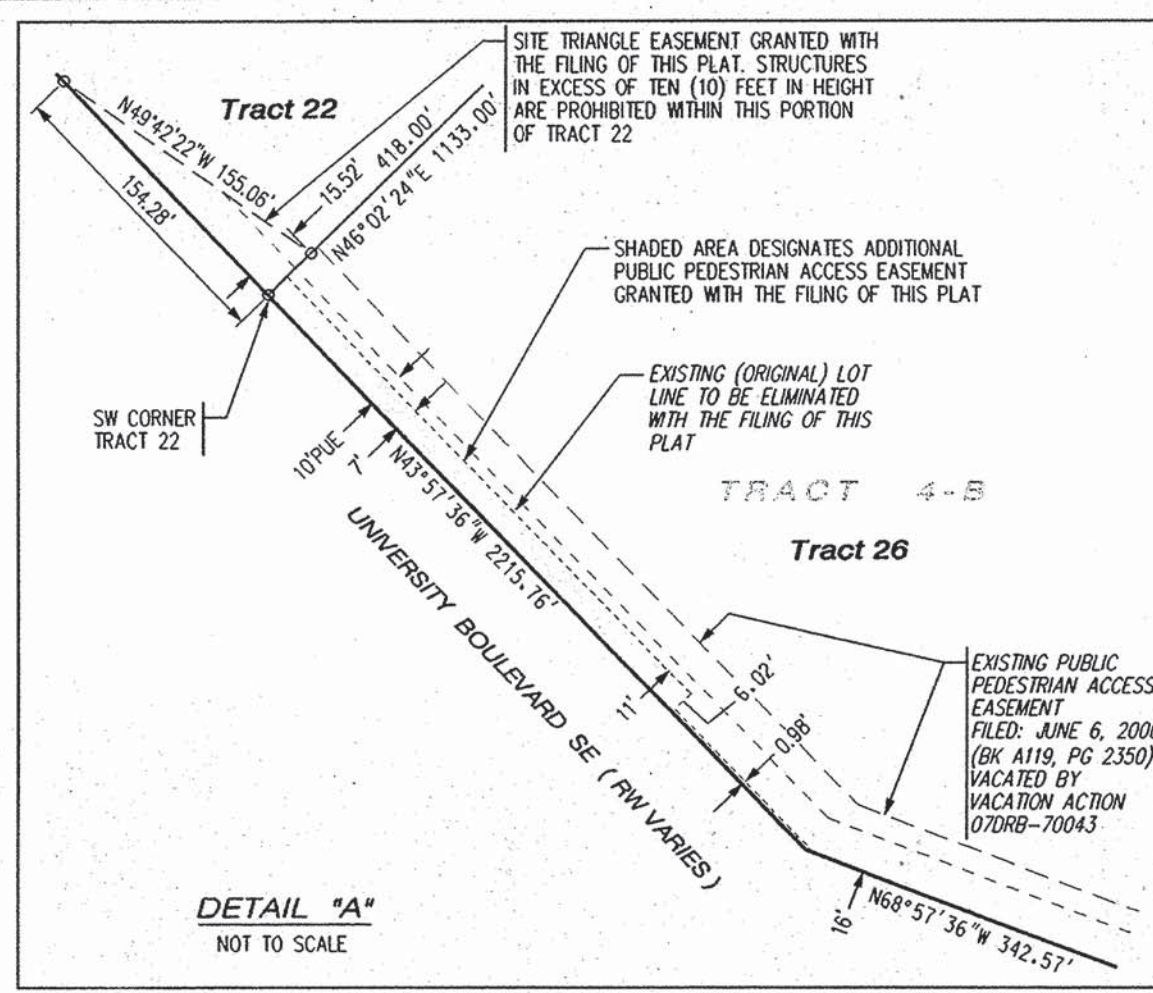 SITE TRIANGLE EASEMENT GRANTED WITH
THE FILING OF THIS PLAT. STRUCTURES
IN EXCESS OF TEN (10) FEET IN HEIGHT
ARE PROHIBITED WITHIN THIS PORTION
OF TRACT 22
Tract 22
N49°42'22"W 155.06'
154.28'
15.52' 418.00'
N46°02'24"E 1133.00'
SHADED AREA DESIGNATES ADDITIONAL
PUBLIC PEDESTRIAN ACCESS EASEMENT
GRANTED WITH THE FILING OF THIS PLAT
EXISTING (ORIGINAL) LOT
LINE TO BE ELIMINATED
WITH THE FILING OF THIS
PLAT
SW CORNER
TRACT 22
10'PUE
7'
N43°57'36"W 2215.76'
TRACT 4-B
Tract 26
UNIVERSITY BOULEVARD SE (RW VARIES)
11'
6.02'
0.98'
EXISTING PUBLIC
PEDESTRIAN ACCESS
EASEMENT
FILED: JUNE 6,
(BK A119, PG 2350)
VACATED BY
VACATION ACTION
07DRB-70043
16'
N68°57'36"W 342.57'
DETAIL "A"
NOT TO SCALE